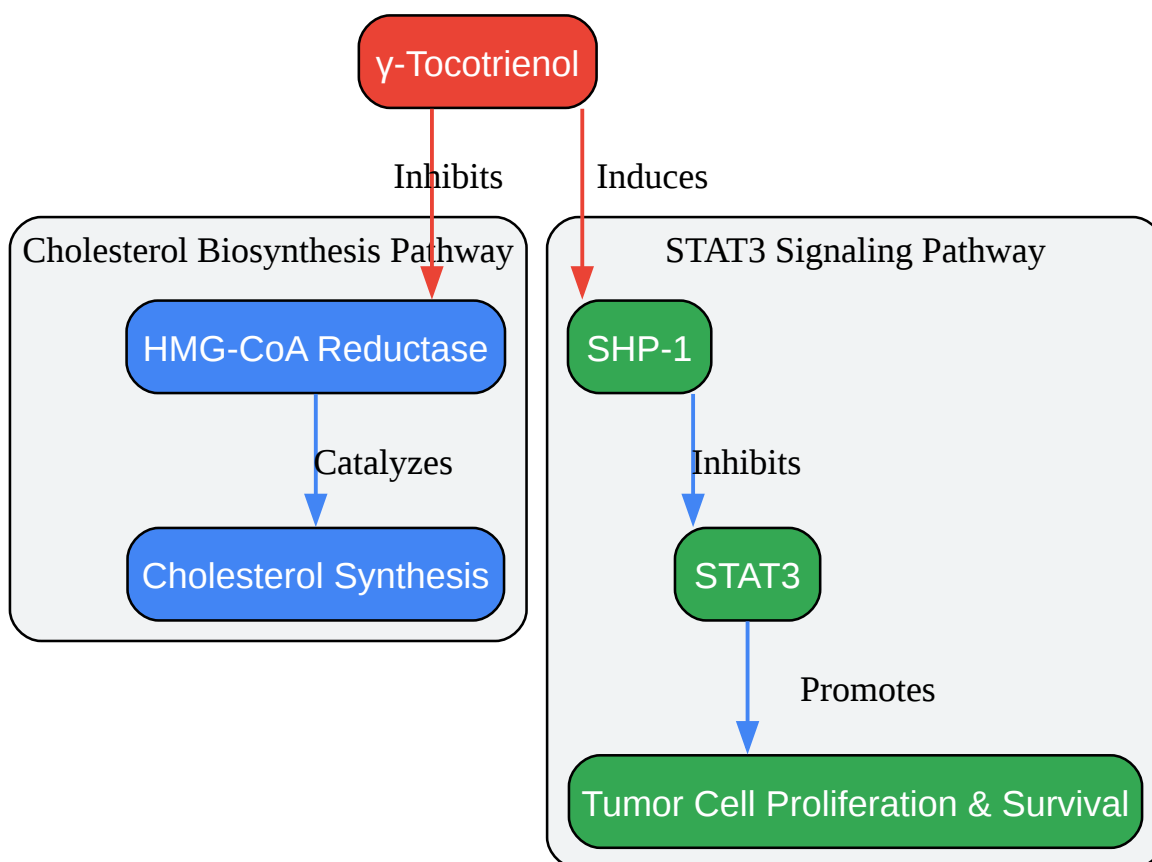 γ-Tocotrienol
Inhibits
Induces
Cholesterol Biosynthesis Pathway
STAT3 Signaling Pathway
HMG-CoA Reductase
SHP-1
Catalyzes
Inhibits
Cholesterol Synthesis
STAT3
Promotes
Tumor Cell Proliferation & Survival